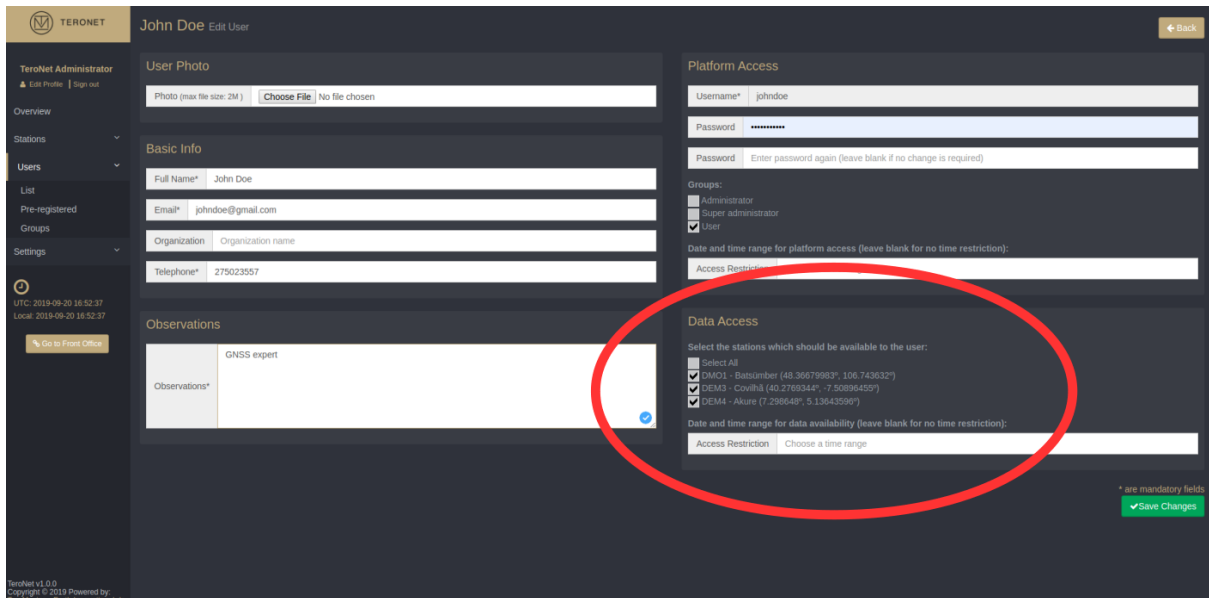 TERONET
John Doe Edit User
Back
TeroNet Administrator
Edit Profile | Sign out
Overview
Stations
Users
List
Pre-registered
Groups
Settings
UTC: 2019-09-20 16:52:37
Local: 2019-09-20 16:52:37
Go to Front Office
TeroNet v1.0.0
Copyright © 2019 Powered by:
User Photo
Photo (max file size: 2M ) Choose File No file chosen
Basic Info
Full Name* John Doe
Email* johndoe@gmail.com
Organization Organization name
Telephone* 275023557
Observations
Observations* GNSS expert
Platform Access
Username* johndoe
Password •••••••••••
Password Enter password again (leave blank if no change is required)
Groups:
Administrator
Super administrator
User
Date and time range for platform access (leave blank for no time restriction):
Access Restriction
Data Access
Select the stations which should be available to the user:
Select All
DMO1 - Batsümber (48.36679983º, 106.743632º)
DEM3 - Covilhã (40.2769344º, -7.50896455º)
DEM4 - Akure (7.298648º, 5.13643596º)
Date and time range for data availability (leave blank for no time restriction):
Access Restriction Choose a time range
* are mandatory fields
Save Changes